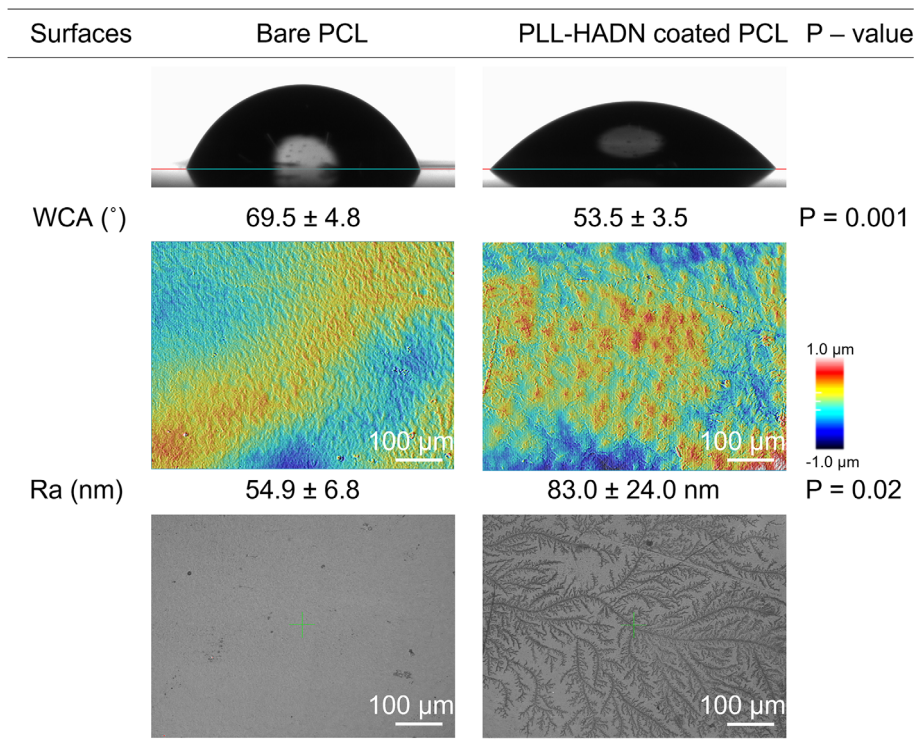 Surfaces Bare PCL PLL-HADN coated PCL P – value
WCA (˚) 69.5 ± 4.8 53.5 ± 3.5 P = 0.001
1.0 µm
100 µm 100 µm
-1.0 µm
Ra (nm) 54.9 ± 6.8 83.0 ± 24.0 nm P = 0.02
100 µm 100 µm